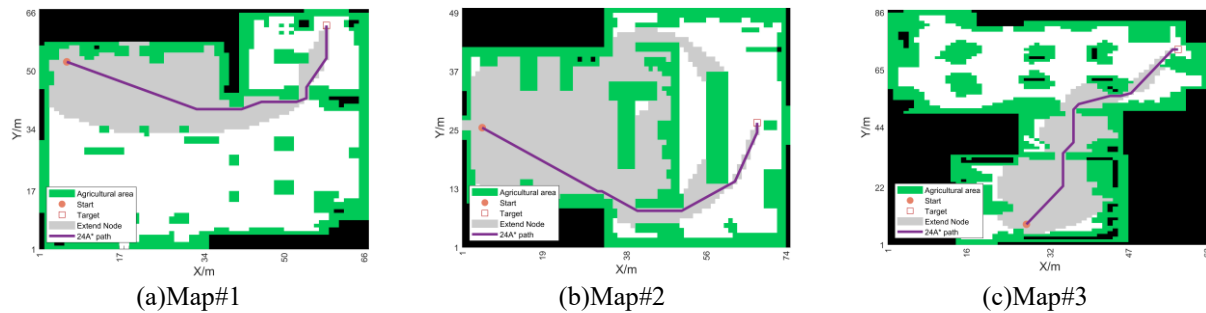 66
50
34
17
1
Y/m
Agricultural area
Start
Target
Extend Node
24A* path
1
17
34
50
66
X/m
(a)Map#1
49
37
25
13
1
Y/m
Agricultural area
Start
Target
Extend Node
24A* path
1
19
38
56
74
X/m
(b)Map#2
86
65
44
22
1
Y/m
Agricultural area
Start
Target
Extend Node
24A* path
1
16
32
47
X/m
(c)Map#3